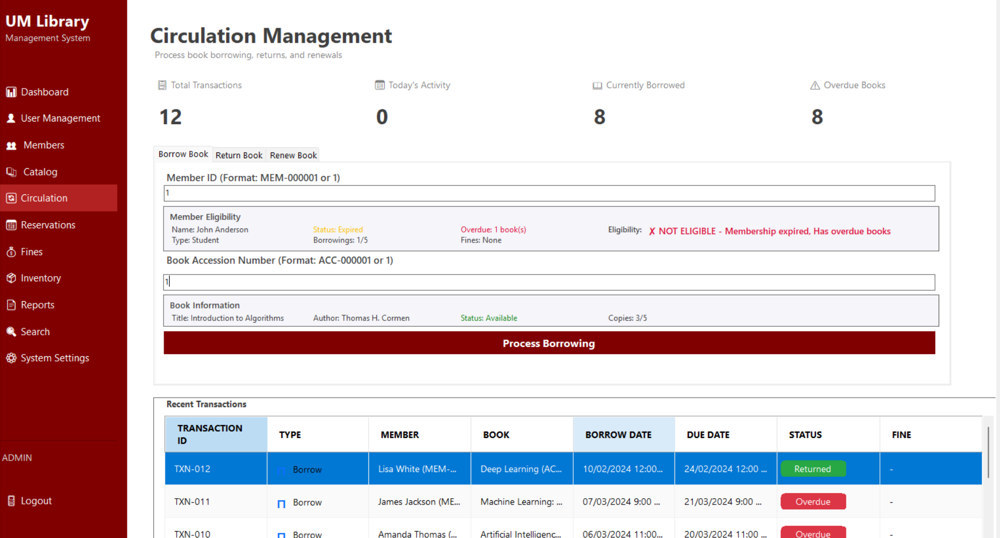 UM Library
Management System
Dashboard
User Management
Members
Catalog
Circulation
Reservations
Fines
Inventory
Reports
Search
System Settings
ADMIN
Logout
Circulation Management
Process book borrowing, returns, and renewals
Total Transactions
12
Today's Activity
0
Currently Borrowed
8
Overdue Books
8
Borrow Book Return Book Renew Book
Member ID (Format: MEM-000001 or 1)
1
Member Eligibility
Name: John Anderson Status: Expired Overdue: 1 book(s) Eligibility: ✗ NOT ELIGIBLE - Membership expired, Has overdue books
Type: Student Borrowings: 1/5 Fines: None
Book Accession Number (Format: ACC-000001 or 1)
1
Book Information
Title: Introduction to Algorithms Author: Thomas H. Cormen Status: Available Copies: 3/5
Process Borrowing
Recent Transactions
TRANSACTION ID TYPE MEMBER BOOK BORROW DATE DUE DATE STATUS FINE
TXN-012 Borrow Lisa White (MEM-... Deep Learning (AC... 10/02/2024 12:00... 24/02/2024 12:00 ... Returned -
TXN-011 Borrow James Jackson (ME... Machine Learning: ... 07/03/2024 9:00 ... 21/03/2024 9:00 ... Overdue -
TXN-010 Borrow Amanda Thomas (... Artificial Intelligenc... 06/03/2024 11:00... 20/03/2024 11:00 ... Overdue -